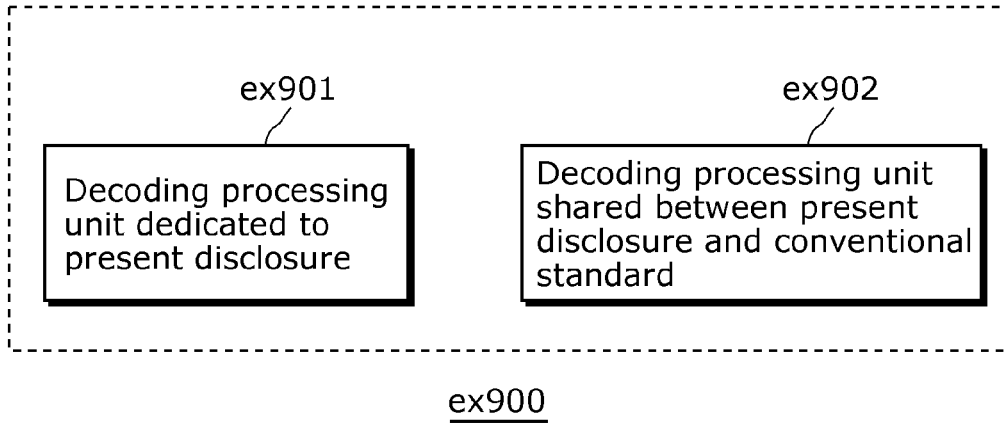 ex901
ex902
Decoding processing
unit dedicated to
present disclosure
Decoding processing unit
shared between present
disclosure and conventional
standard
ex900